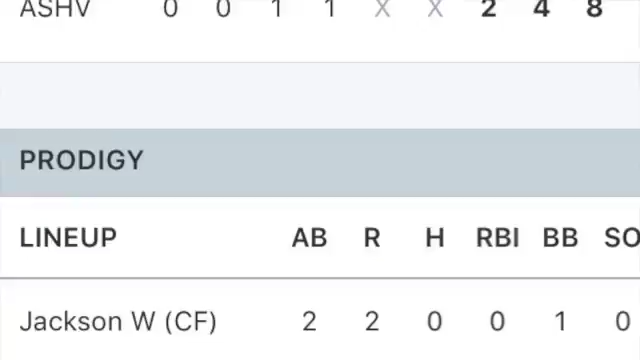 ASHV 0 0 1 1 X X 2 4 8
PRODIGY
LINEUP AB R H RBI BB SO
Jackson W (CF) 2 2 0 0 1 0